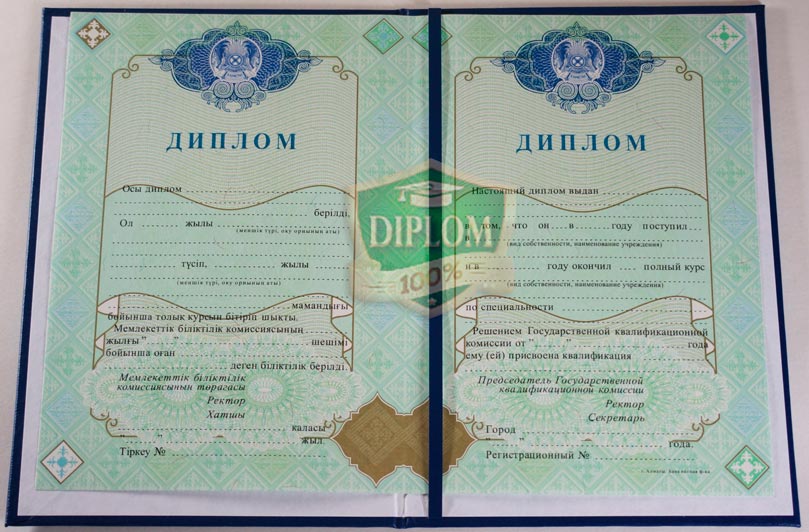 ДИПЛОМ
Осы диплом
берілді.
Ол жылы
(меншік түрі, оқу орнының аты)
түсіп, жылы
(меншік түрі, оқу орнының аты)
мамандығы
бойынша толық курсын бітіріп шықты.
Мемлекеттік біліктілік комиссиясының
жылғы " " шешімі
бойынша оған
деген біліктілік берілді.
Мемлекеттік біліктілік
комиссиясының төрағасы
Ректор
Хатшы
қаласы
" " жыл.
Тіркеу №
ДИПЛОМ
Настоящий диплом выдан
в том, что он в году поступил
в
(вид собственности, наименование учреждения)
и в году окончил полный курс
(вид собственности, наименование учреждения)
по специальности
Решением Государственной квалификационной
комиссии от " " года
ему (ей) присвоена квалификация
Председатель Государственной
квалификационной комиссии
Ректор
Секретарь
Город
" " года.
Регистрационный №
DIPLOM
100%